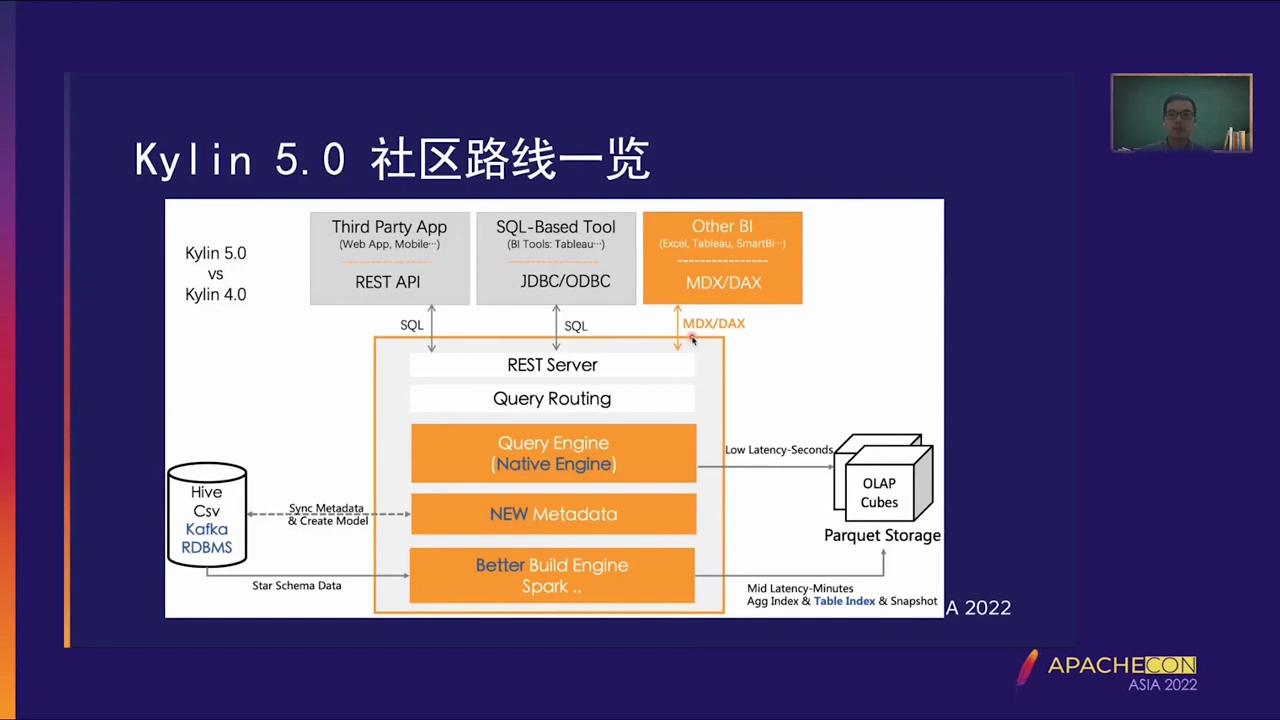 Kylin 5.0 社区路线一览
Kylin 5.0
vs
Kylin 4.0
Third Party App
(Web App, Mobile…)
REST API
SQL-Based Tool
(BI Tools: Tableau…)
JDBC/ODBC
Other BI
(Excel, Tableau, SmartBi…)
MDX/DAX
SQL
SQL
MDX/DAX
REST Server
Query Routing
Query Engine
(Native Engine)
NEW Metadata
Better Build Engine
Spark ..
Hive
Csv
Kafka
RDBMS
Sync Metadata
& Create Model
Star Schema Data
Low Latency-Seconds
OLAP
Cubes
Parquet Storage
Mid Latency-Minutes
Agg Index & Table Index & Snapshot
A 2022
APACHECON
ASIA 2022